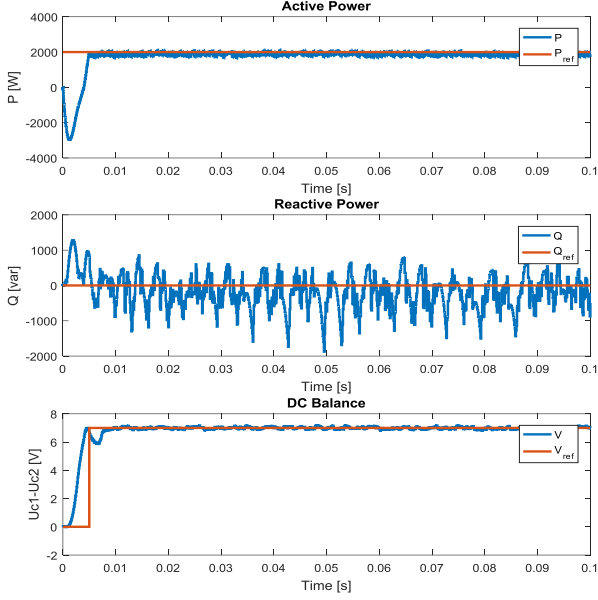 Active Power
P [W]
4000
2000
0
-2000
-4000
P
P ref
0 0.01 0.02 0.03 0.04 0.05 0.06 0.07 0.08 0.09 0.1
Time [s]
Reactive Power
Q [var]
2000
1000
0
-1000
-2000
Q
Q ref
0 0.01 0.02 0.03 0.04 0.05 0.06 0.07 0.08 0.09 0.1
Time [s]
DC Balance
Uc1-Uc2 [V]
8
6
4
2
0
-2
V
V ref
0 0.01 0.02 0.03 0.04 0.05 0.06 0.07 0.08 0.09 0.1
Time [s]